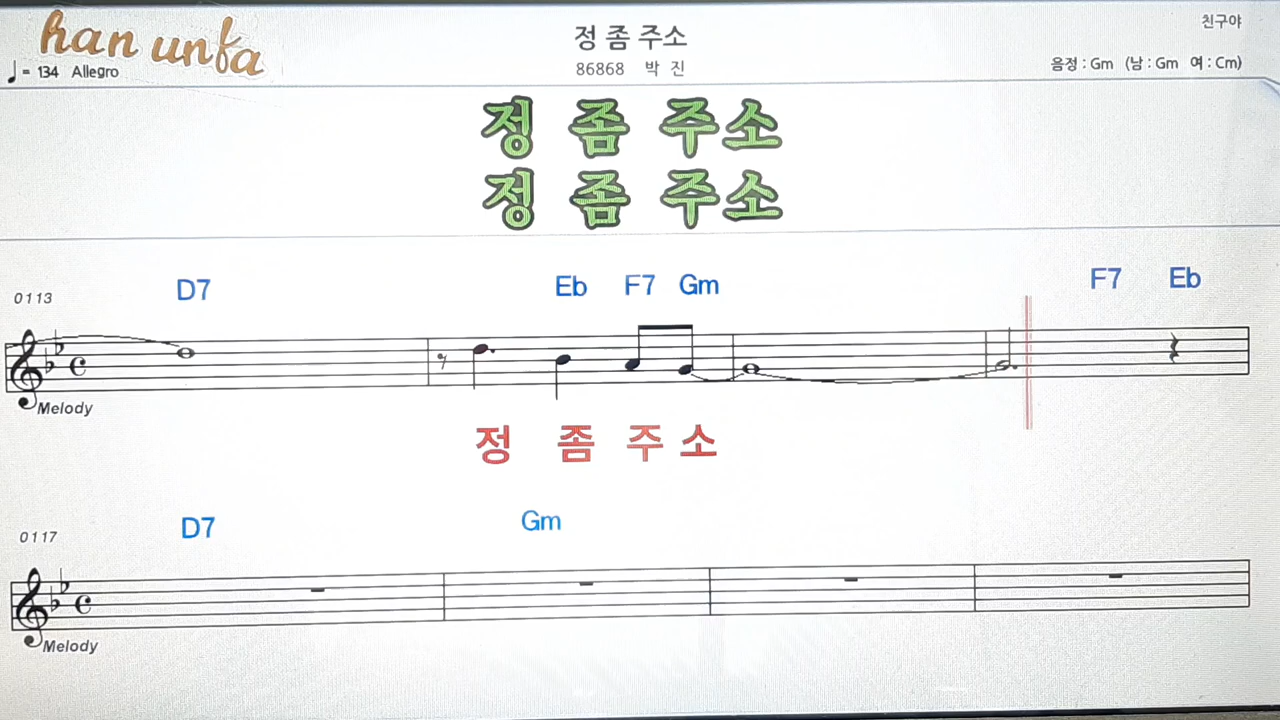 han unfa
정 좀 주소
친구야
♩= 134 Allegro
86868 박 진
음정 : Gm (남 : Gm 여 : Cm)
정 좀 주소
정 좀 주소
0113 D7 Eb F7 Gm F7 Eb
Melody
정 좀 주 소
0117 D7 Gm
Melody